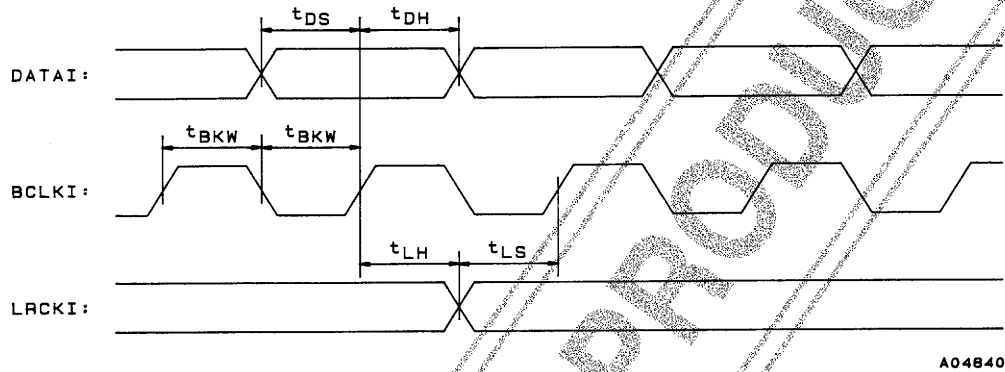 tDS tDH
DATAI:
tBKW tBKW
BCLKI:
tLH tLS
LRCKI:
A04840